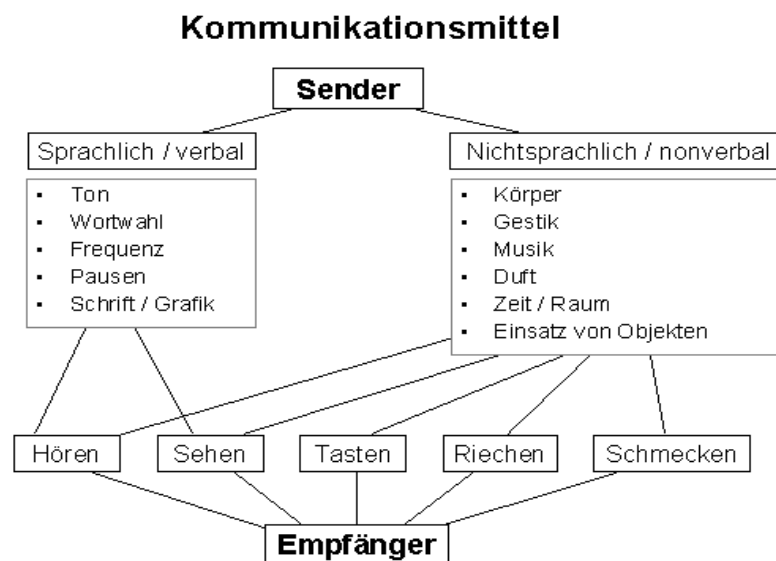 Kommunikationsmittel
Sender
Sprachlich / verbal
Nichtsprachlich / nonverbal
▪ Ton
▪ Wortwahl
▪ Frequenz
▪ Pausen
▪ Schrift / Grafik
▪ Körper
▪ Gestik
▪ Musik
▪ Duft
▪ Zeit / Raum
▪ Einsatz von Objekten
Hören
Sehen
Tasten
Riechen
Schmecken
Empfänger